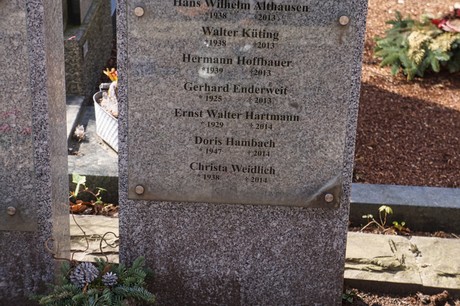 Hans Wilhelm Althausen
* 1938 † 2013
Walter Küting
* 1938 † 2013
Hermann Hoffbauer
* 1939 † 2013
Gerhard Enderweit
* 1925 † 2013
Ernst Walter Hartmann
* 1929 † 2014
Doris Hambach
* 1947 † 2014
Christa Weidlich
* 1938 † 2014